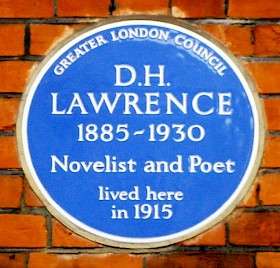 GREATER LONDON COUNCIL
D.H.
LAWRENCE
1885-1930
Novelist and Poet
lived here
in 1915